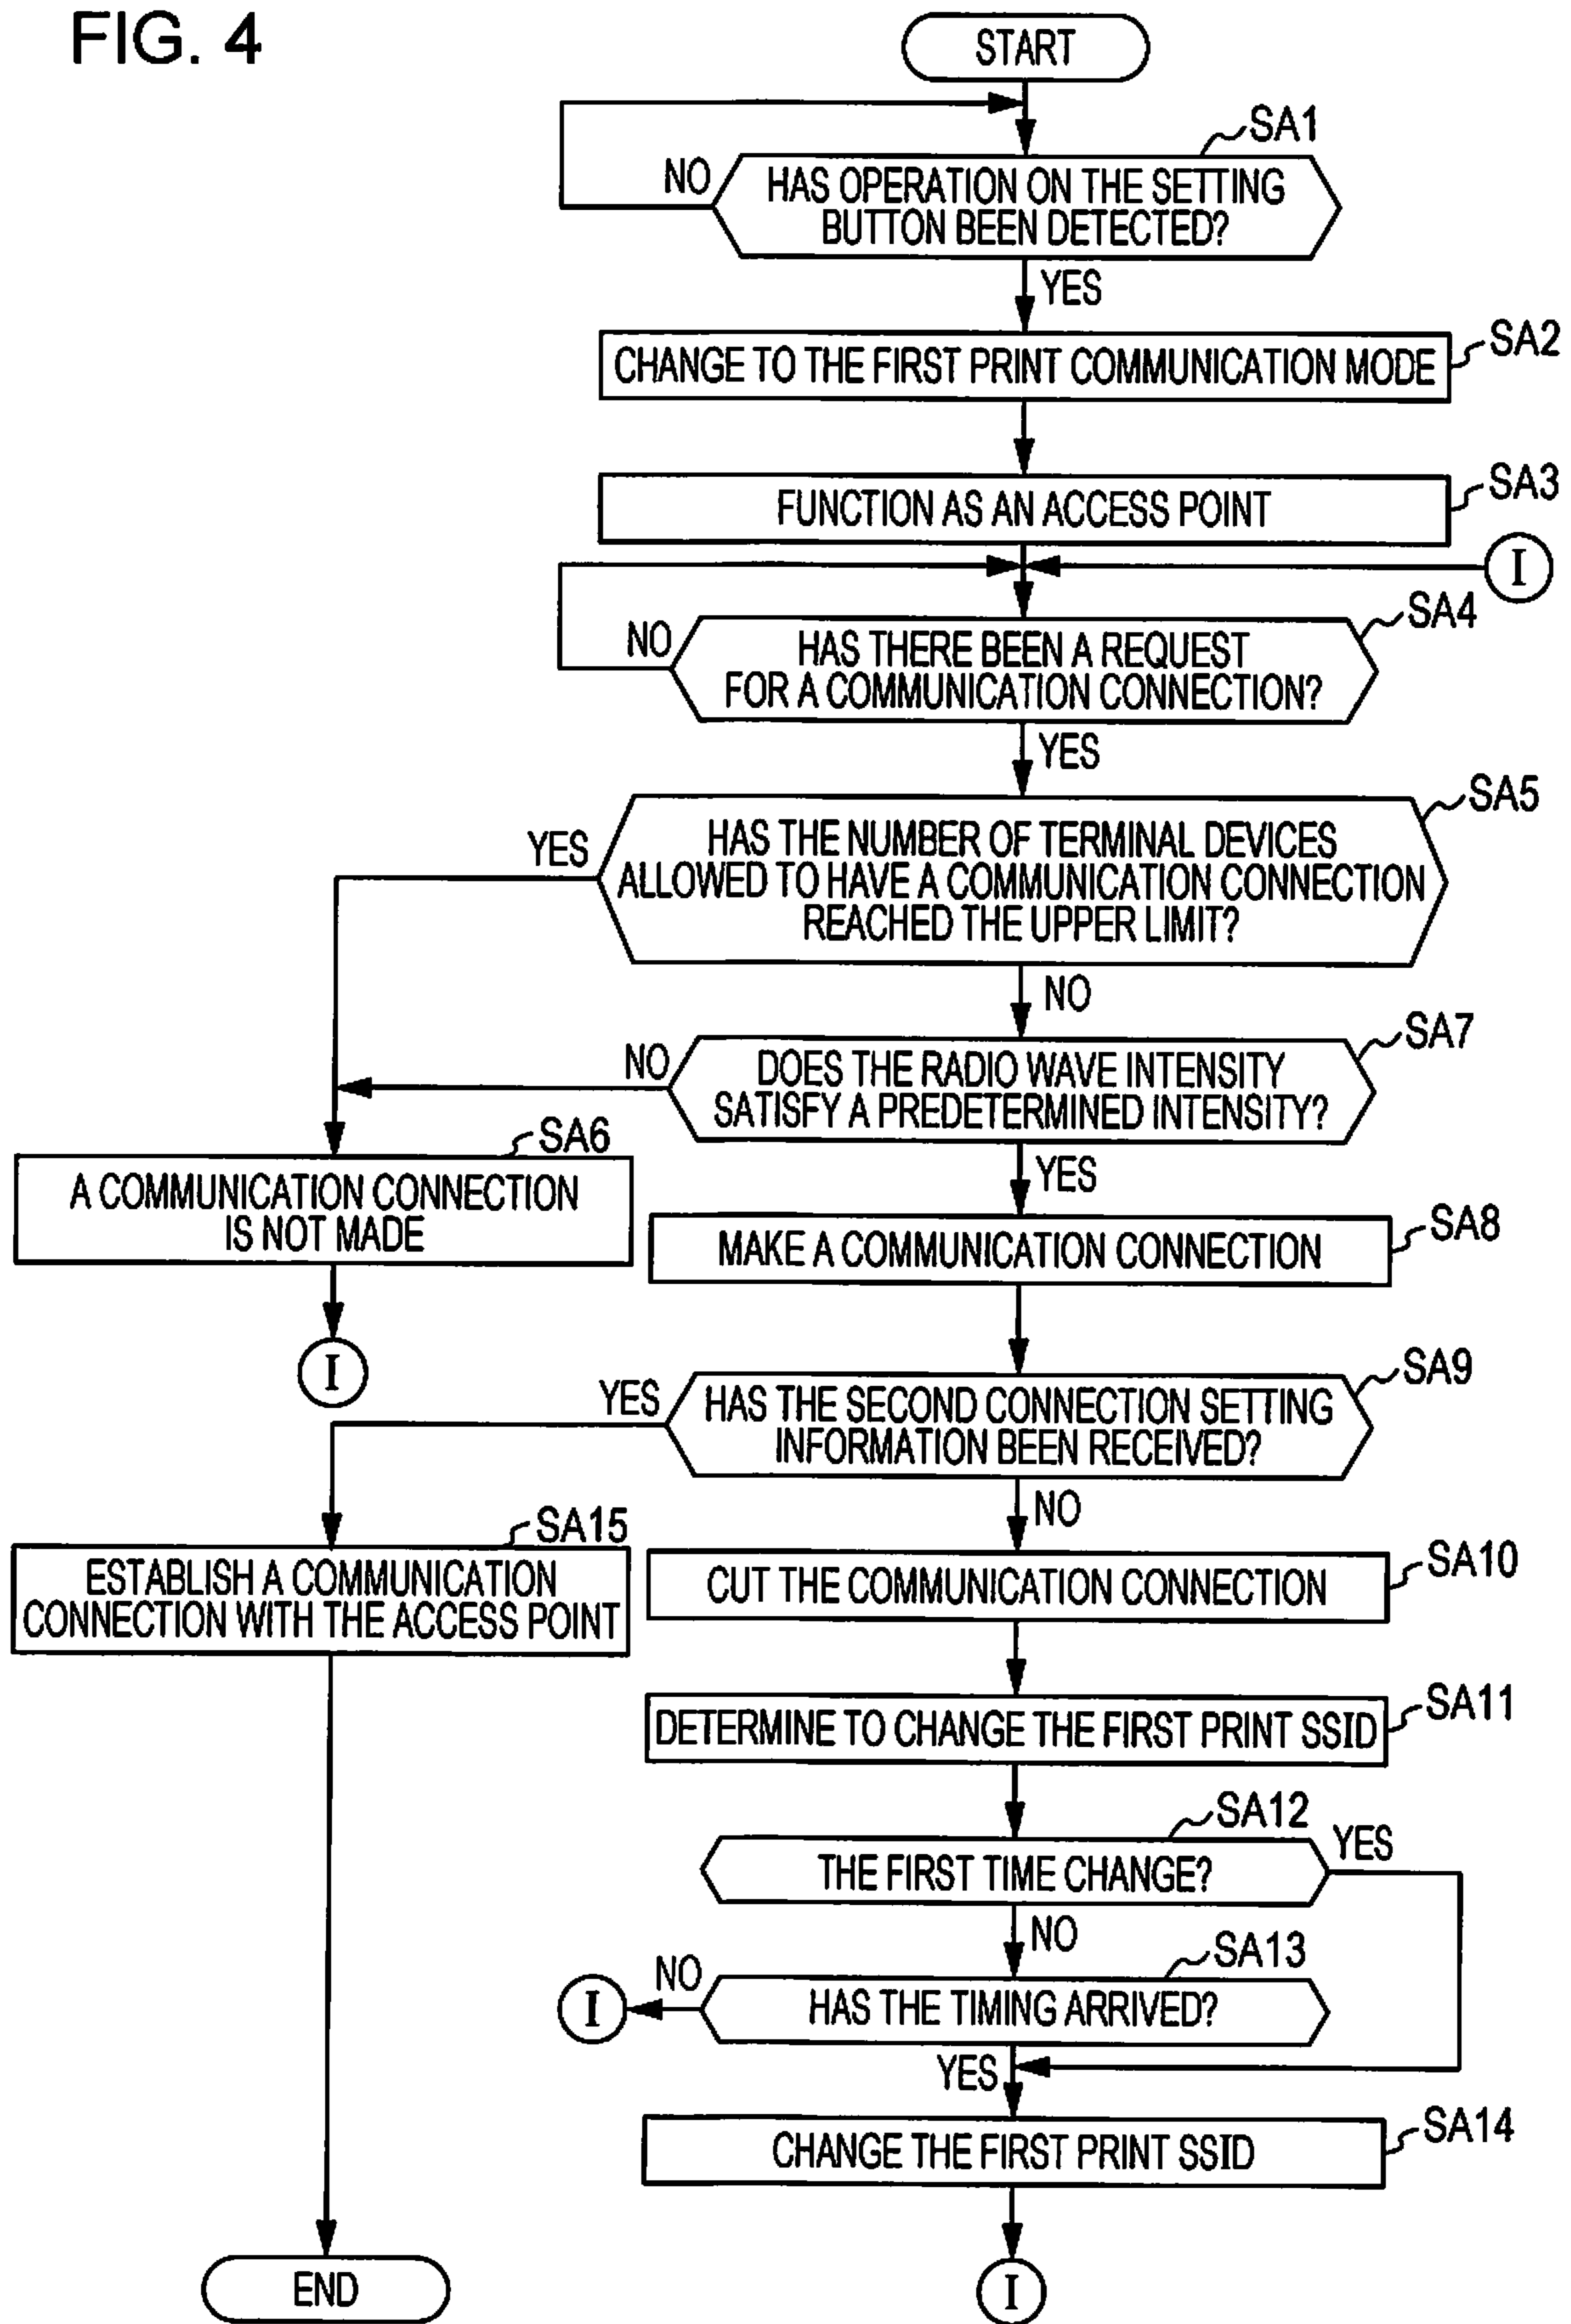 FIG. 4
START
SA1
NO
HAS OPERATION ON THE SETTING
BUTTON BEEN DETECTED?
YES
SA2
CHANGE TO THE FIRST PRINT COMMUNICATION MODE
SA3
FUNCTION AS AN ACCESS POINT
I
SA4
NO
HAS THERE BEEN A REQUEST
FOR A COMMUNICATION CONNECTION?
YES
SA5
YES
HAS THE NUMBER OF TERMINAL DEVICES
ALLOWED TO HAVE A COMMUNICATION CONNECTION
REACHED THE UPPER LIMIT?
NO
SA7
NO
DOES THE RADIO WAVE INTENSITY
SATISFY A PREDETERMINED INTENSITY?
YES
SA6
A COMMUNICATION CONNECTION
IS NOT MADE
I
SA8
MAKE A COMMUNICATION CONNECTION
SA9
YES
HAS THE SECOND CONNECTION SETTING
INFORMATION BEEN RECEIVED?
NO
SA15
ESTABLISH A COMMUNICATION
CONNECTION WITH THE ACCESS POINT
SA10
CUT THE COMMUNICATION CONNECTION
SA11
DETERMINE TO CHANGE THE FIRST PRINT SSID
SA12
YES
THE FIRST TIME CHANGE?
NO
SA13
NO
I
HAS THE TIMING ARRIVED?
YES
SA14
CHANGE THE FIRST PRINT SSID
END
I